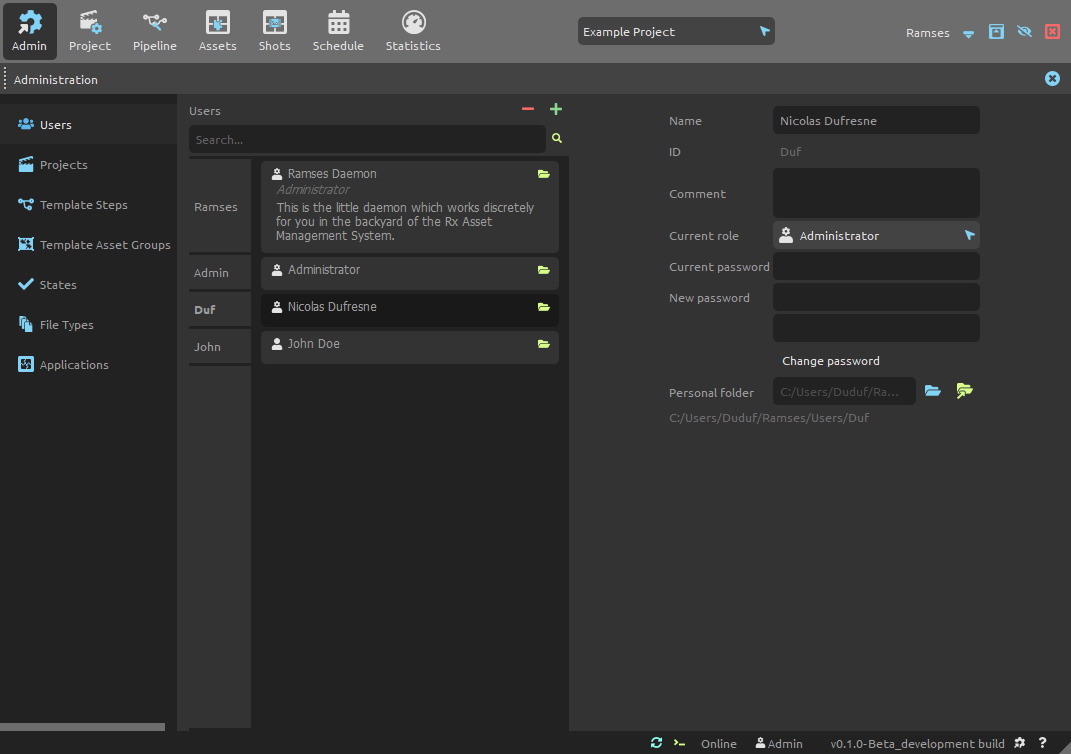 Admin
Project
Pipeline
Assets
Shots
Schedule
Statistics
Example Project
Ramses
Administration
Users
Projects
Template Steps
Template Asset Groups
States
File Types
Applications
Users
Search...
Ramses
Ramses Daemon
Administrator
This is the little daemon which works discretely
for you in the backyard of the Rx Asset
Management System.
Admin
Administrator
Duf
Nicolas Dufresne
John
John Doe
Name
Nicolas Dufresne
ID
Duf
Comment
Current role
Administrator
Current password
New password
Change password
Personal folder
C:/Users/Duduf/Ra...
C:/Users/Duduf/Ramses/Users/Duf
Online
Admin
v0.1.0-Beta_development build
?